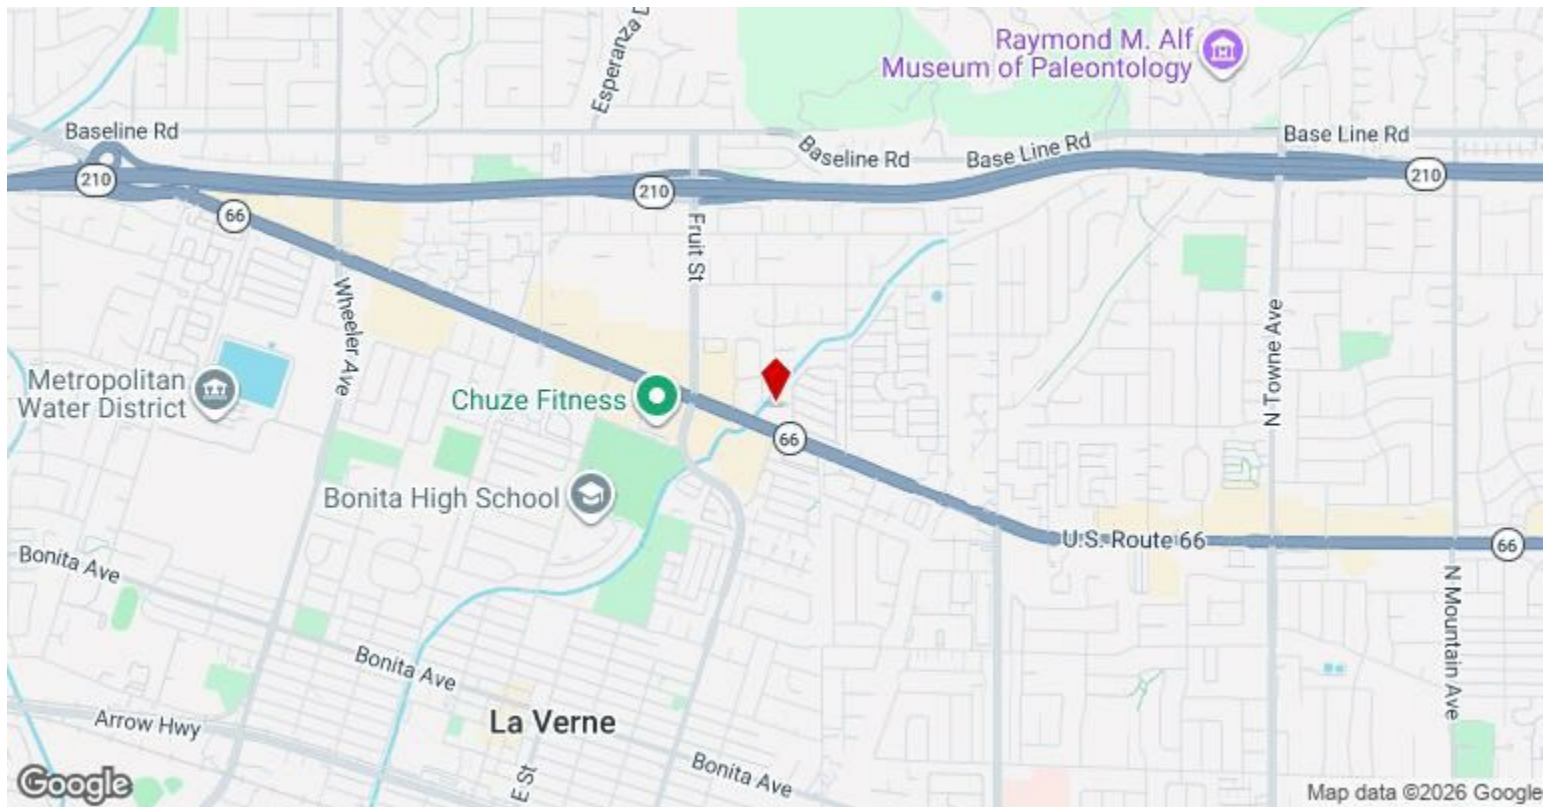 Esperanza D
Raymond M. Alf
Museum of Paleontology
Baseline Rd
Baseline Rd
Base Line Rd
Base Line Rd
210
210
210
66
Fruit St
Wheeler Ave
N Towne Ave
Metropolitan
Water District
Chuze Fitness
66
Bonita High School
U.S. Route 66
66
Bonita Ave
N Mountain Ave
Bonita Ave
La Verne
Arrow Hwy
E St
Bonita Ave
Google
Map data ©2026 Google